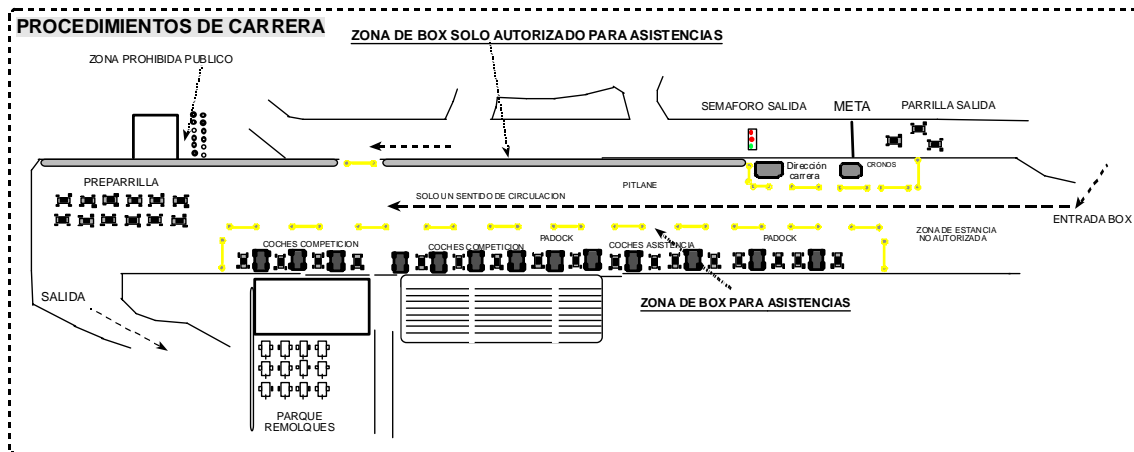 PROCEDIMIENTOS DE CARRERA
ZONA DE BOX SOLO AUTORIZADO PARA ASISTENCIAS
ZONA PROHIBIDA PUBLICO
SEMAFORO SALIDA
META
PARRILLA SALIDA
Dirección
carrera
CRONOS
PREPARRILLA
PITLANE
SOLO UN SENTIDO DE CIRCULACION
ENTRADA BOX
ZONA DE ESTANCIA
NO AUTORIZADA
COCHES COMPETICION
COCHES COMPETICION
PADOCK
COCHES ASISTENCIA
PADOCK
SALIDA
ZONA DE BOX PARA ASISTENCIAS
PARQUE
REMOLQUES